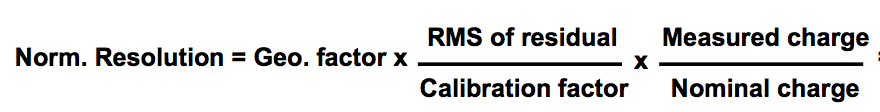 Norm. Resolution = Geo. factor x RMS of residual / Calibration factor x Measured charge / Nominal charge